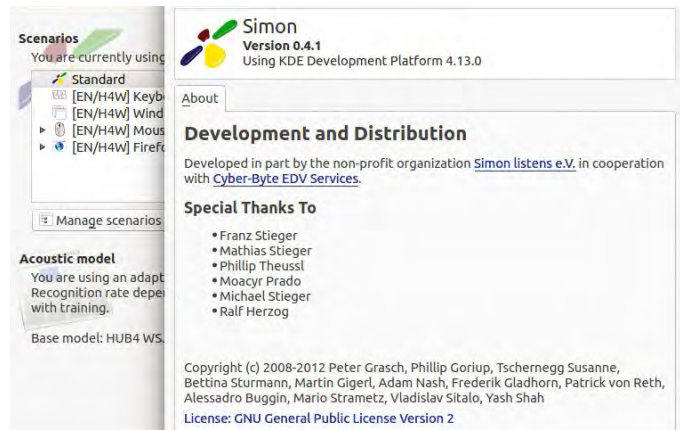 Scenarios
You are currently using
Standard
[EN/H4W] Keyb
[EN/H4W] Wind
[EN/H4W] Mous
[EN/H4W] Firef
Manage scenarios
Acoustic model
You are using an adapt
Recognition rate depe
with training.
Base model: HUB4 WS.
Simon
Version 0.4.1
Using KDE Development Platform 4.13.0
About
Development and Distribution
Developed in part by the non-profit organization Simon listens e.V. in cooperation
with Cyber-Byte EDV Services.
Special Thanks To
•Franz Stieger
•Mathias Stieger
•Phillip Theussl
•Moacyr Prado
•Michael Stieger
•Ralf Herzog
Copyright (c) 2008-2012 Peter Grasch, Phillip Goriup, Tschernegg Susanne,
Bettina Sturmann, Martin Gigerl, Adam Nash, Frederik Gladhorn, Patrick von Reth,
Alessadro Buggin, Mario Strametz, Vladislav Sitalo, Yash Shah
License: GNU General Public License Version 2